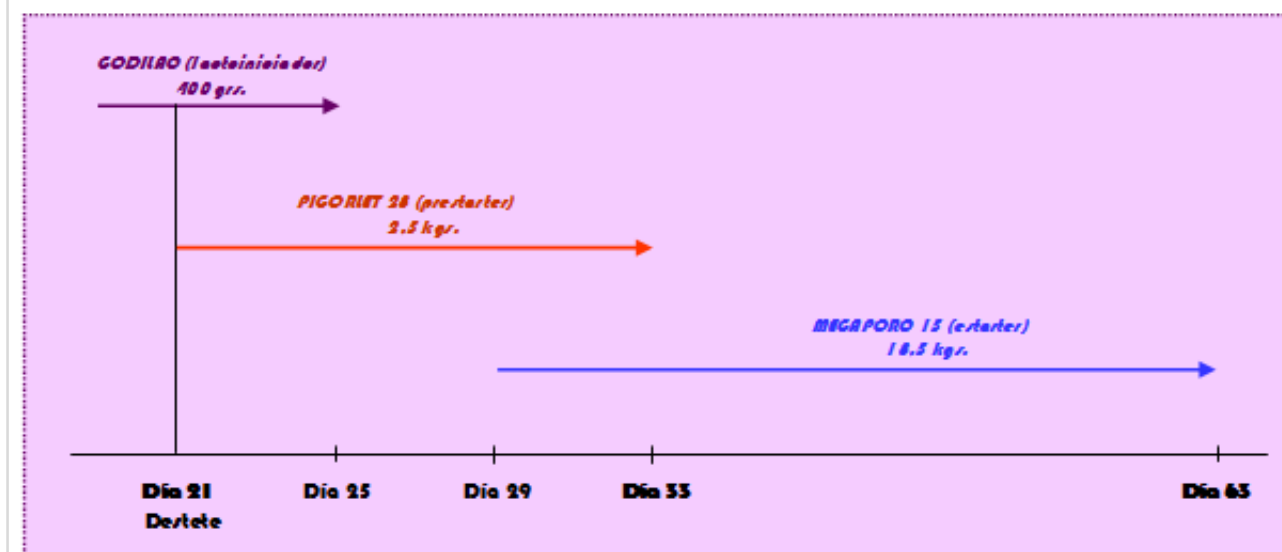 GODILAO (lactoiniciador)
400 grs.
PIGORLET 28 (prestarter)
2.5 kgs.
MEGAPORO 15 (estarter)
18.5 kgs.
Día 21
Día 25
Día 29
Día 33
Día 63
Destete